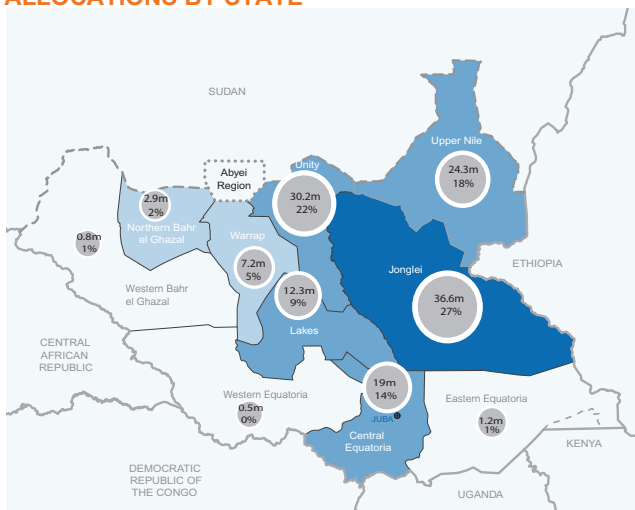 ALLOCATIONS BY STATE
SUDAN
Upper Nile
24.3m
18%
Unity
30.2m
22%
Abyei
Region
2.9m
2%
Northern Bahr
el Ghazal
Warrap
7.2m
5%
0.8m
1%
Western Bahr
el Ghazal
12.3m
9%
Lakes
Jonglei
36.6m
27%
ETHIOPIA
CENTRAL
AFRICAN
REPUBLIC
Western Equatoria
0.5m
0%
19m
14%
JUBA
Central
Equatoria
Eastern Equatoria
1.2m
1%
KENYA
DEMOCRATIC
REPUBLIC OF
THE CONGO
UGANDA